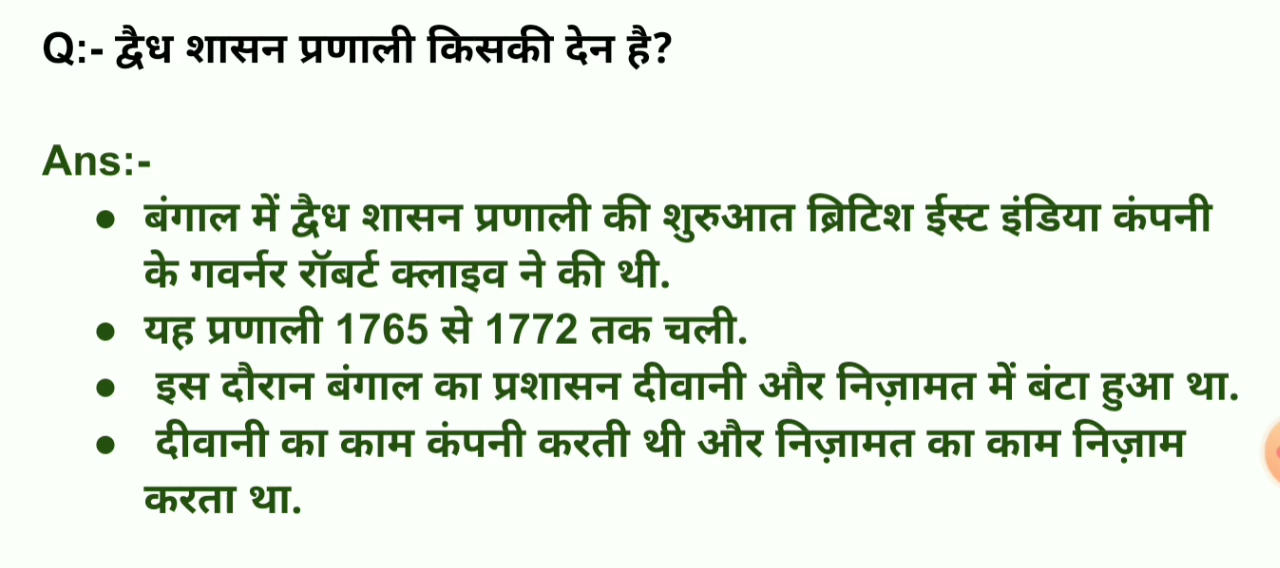 Q:- द्वैध शासन प्रणाली किसकी देन है?
Ans:-
● बंगाल में द्वैध शासन प्रणाली की शुरुआत ब्रिटिश ईस्ट इंडिया कंपनी
के गवर्नर रॉबर्ट क्लाइव ने की थी.
● यह प्रणाली 1765 से 1772 तक चली.
● इस दौरान बंगाल का प्रशासन दीवानी और निज़ामत में बंटा हुआ था.
● दीवानी का काम कंपनी करती थी और निज़ामत का काम निज़ाम
करता था.